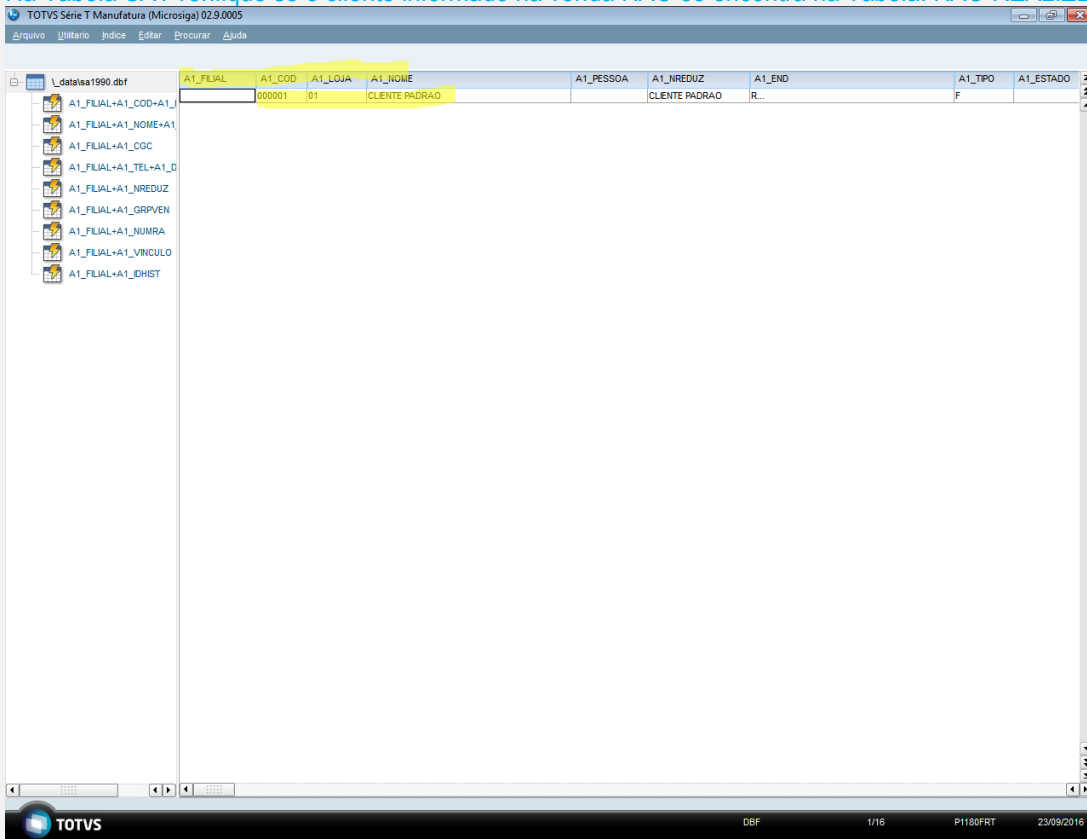 TOTVS Série T Manufatura (Microsiga) 02.9.0005
Arquivo Utilitario Indice Editar Procurar Ajuda
\_data\sa1990.dbf
A1_FILIAL+A1_COD+A1_
A1_FILIAL+A1_NOME+A1_
A1_FILIAL+A1_CGC
A1_FILIAL+A1_TEL+A1_D
A1_FILIAL+A1_NREDUZ
A1_FILIAL+A1_GRPVEN
A1_FILIAL+A1_NUMRA
A1_FILIAL+A1_VINCULO
A1_FILIAL+A1_IDHIST
A1_FILIAL A1_COD A1_LOJA A1_NOME A1_PESSOA A1_NREDUZ A1_END A1_TIPO A1_ESTADO
000001 01 CLIENTE PADRAO CLIENTE PADRAO R... F
TOTVS DBF 1/16 P1180FRT 23/09/2016